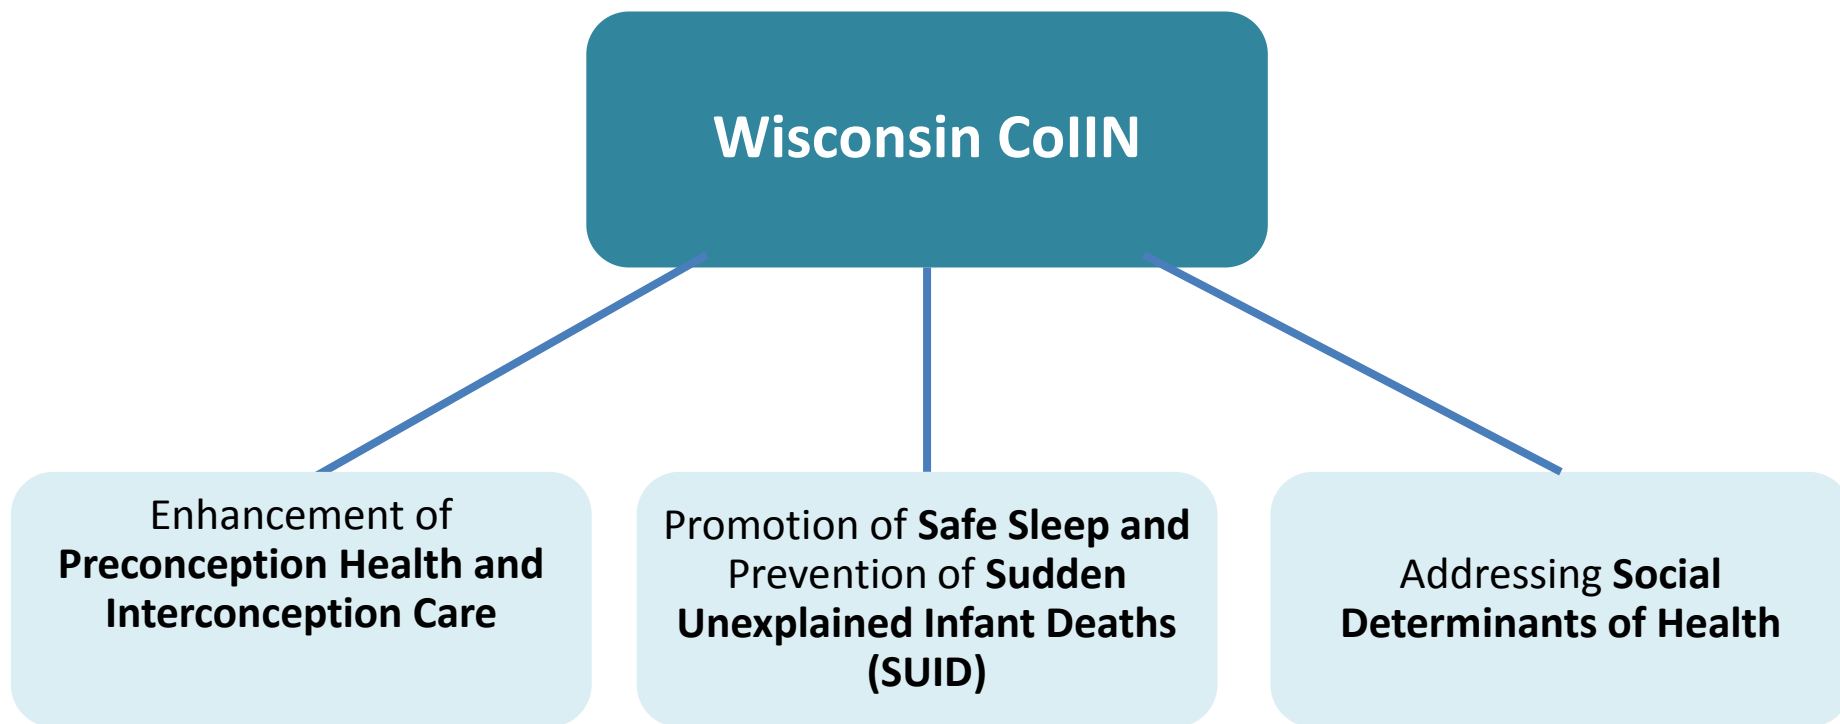 Wisconsin CoIIN
Enhancement of
Preconception Health and
Interconception Care
Promotion of Safe Sleep and
Prevention of Sudden
Unexplained Infant Deaths
(SUID)
Addressing Social
Determinants of Health